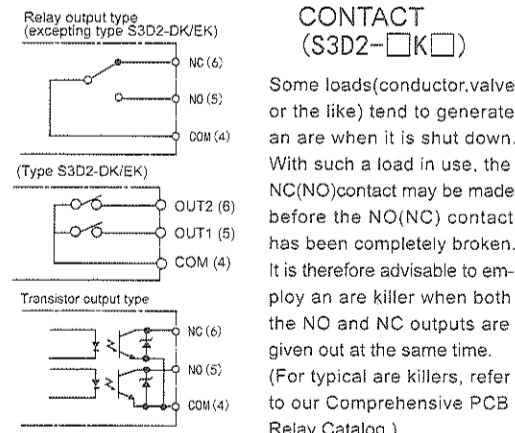 Relay output type
(excepting type S3D2-DK/EK)
NC (6)
NO (5)
COM (4)
(Type S3D2-DK/EK)
OUT2 (6)
OUT1 (5)
COM (4)
Transistor output type
NC (6)
NO (5)
COM (4)
CONTACT
(S3D2-□K□)
Some loads(conductor,valve
or the like) tend to generate
an are when it is shut down.
With such a load in use, the
NC(NO)contact may be made
before the NO(NC) contact
has been completely broken.
It is therefore advisable to em-
ploy an are killer when both
the NO and NC outputs are
given out at the same time.
(For typical are killers, refer
to our Comprehensive PCB
Relay Catalog.)